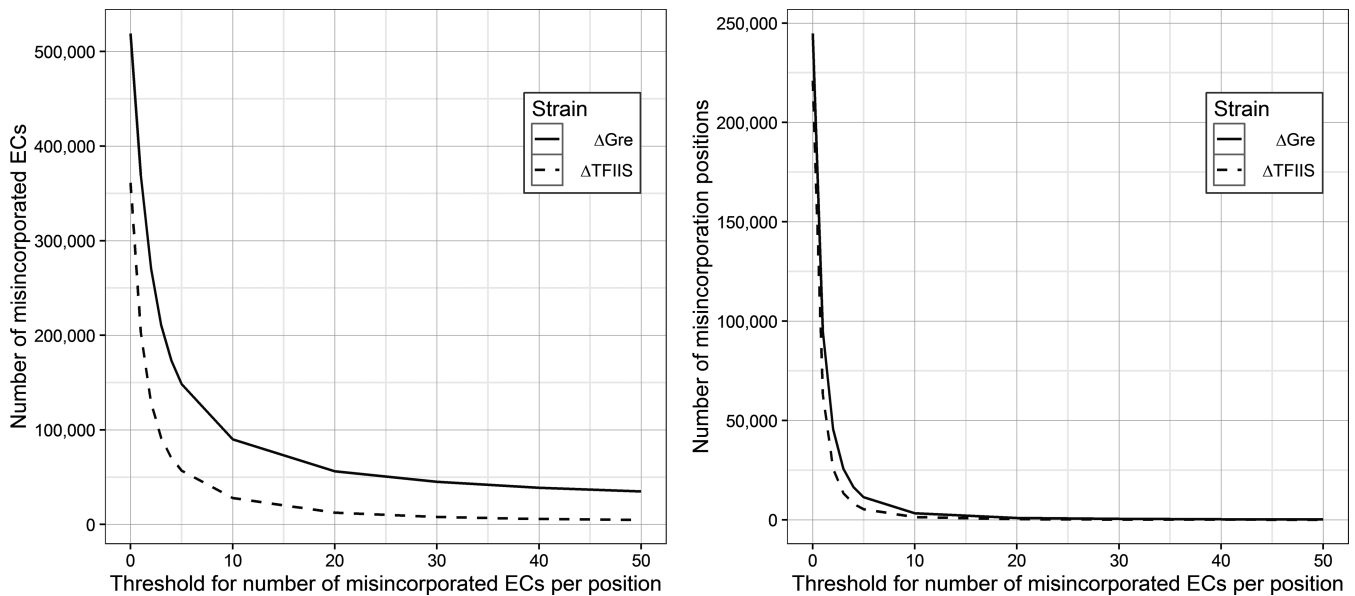 Number of misincorporated ECs
500,000
400,000
300,000
200,000
100,000
0
Strain
ΔGre
ΔTFIIS
0 10 20 30 40 50
Threshold for number of misincorporated ECs per position
Number of misincorporation positions
250,000
200,000
150,000
100,000
50,000
0
Strain
ΔGre
ΔTFIIS
0 10 20 30 40 50
Threshold for number of misincorporated ECs per position